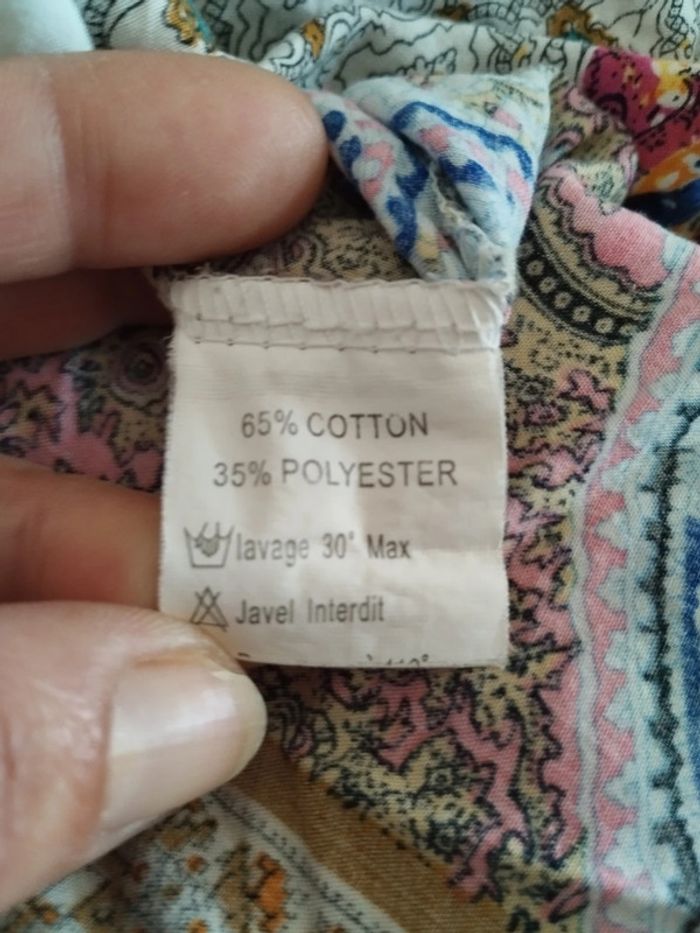 65% COTTON
35% POLYESTER
lavage 30° Max
Javel Interdit